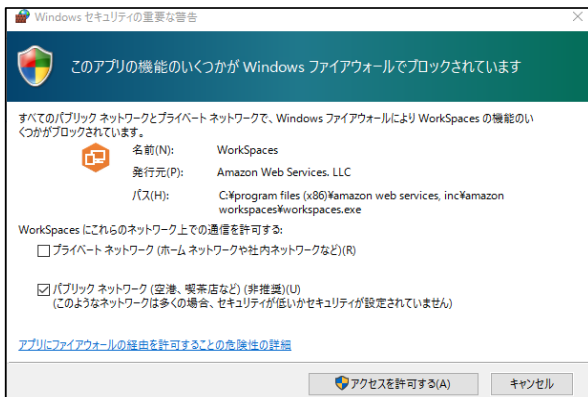 Windows セキュリティの重要な警告
このアプリの機能のいくつかが Windows ファイアウォールでブロックされています
すべてのパブリック ネットワークとプライベート ネットワークで、Windows ファイアウォールにより WorkSpaces の機能のい
くつかがブロックされています。
名前(N): WorkSpaces
発行元(P): Amazon Web Services. LLC
パス(H): C:¥program files (x86)¥amazon web services, inc¥amazon
workspaces¥workspaces.exe
WorkSpaces にこれらのネットワーク上での通信を許可する:
プライベート ネットワーク (ホーム ネットワークや社内ネットワークなど)(R)
パブリック ネットワーク (空港、喫茶店など) (非推奨)(U)
(このようなネットワークは多くの場合、セキュリティが低いかセキュリティが設定されていません)
アプリにファイアウォールの経由を許可することの危険性の詳細
アクセスを許可する(A) キャンセル